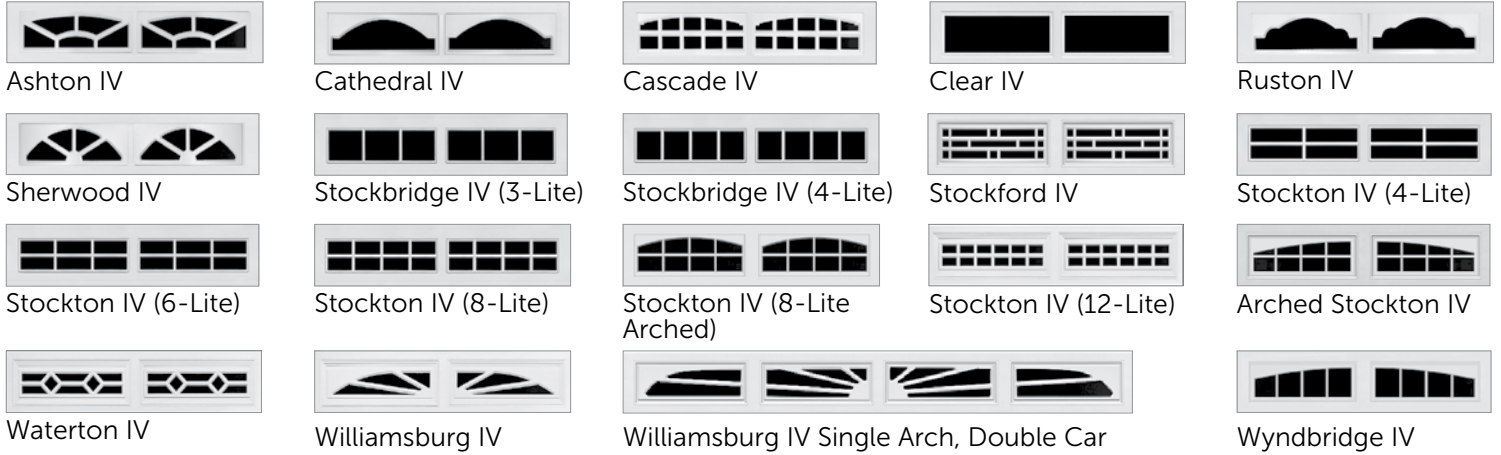 Ashton IV
Cathedral IV
Cascade IV
Clear IV
Ruston IV
Sherwood IV
Stockbridge IV (3-Lite)
Stockbridge IV (4-Lite)
Stockford IV
Stockton IV (4-Lite)
Stockton IV (6-Lite)
Stockton IV (8-Lite)
Stockton IV (8-Lite
Arched)
Stockton IV (12-Lite)
Arched Stockton IV
Waterton IV
Williamsburg IV
Williamsburg IV Single Arch, Double Car
Wyndbridge IV